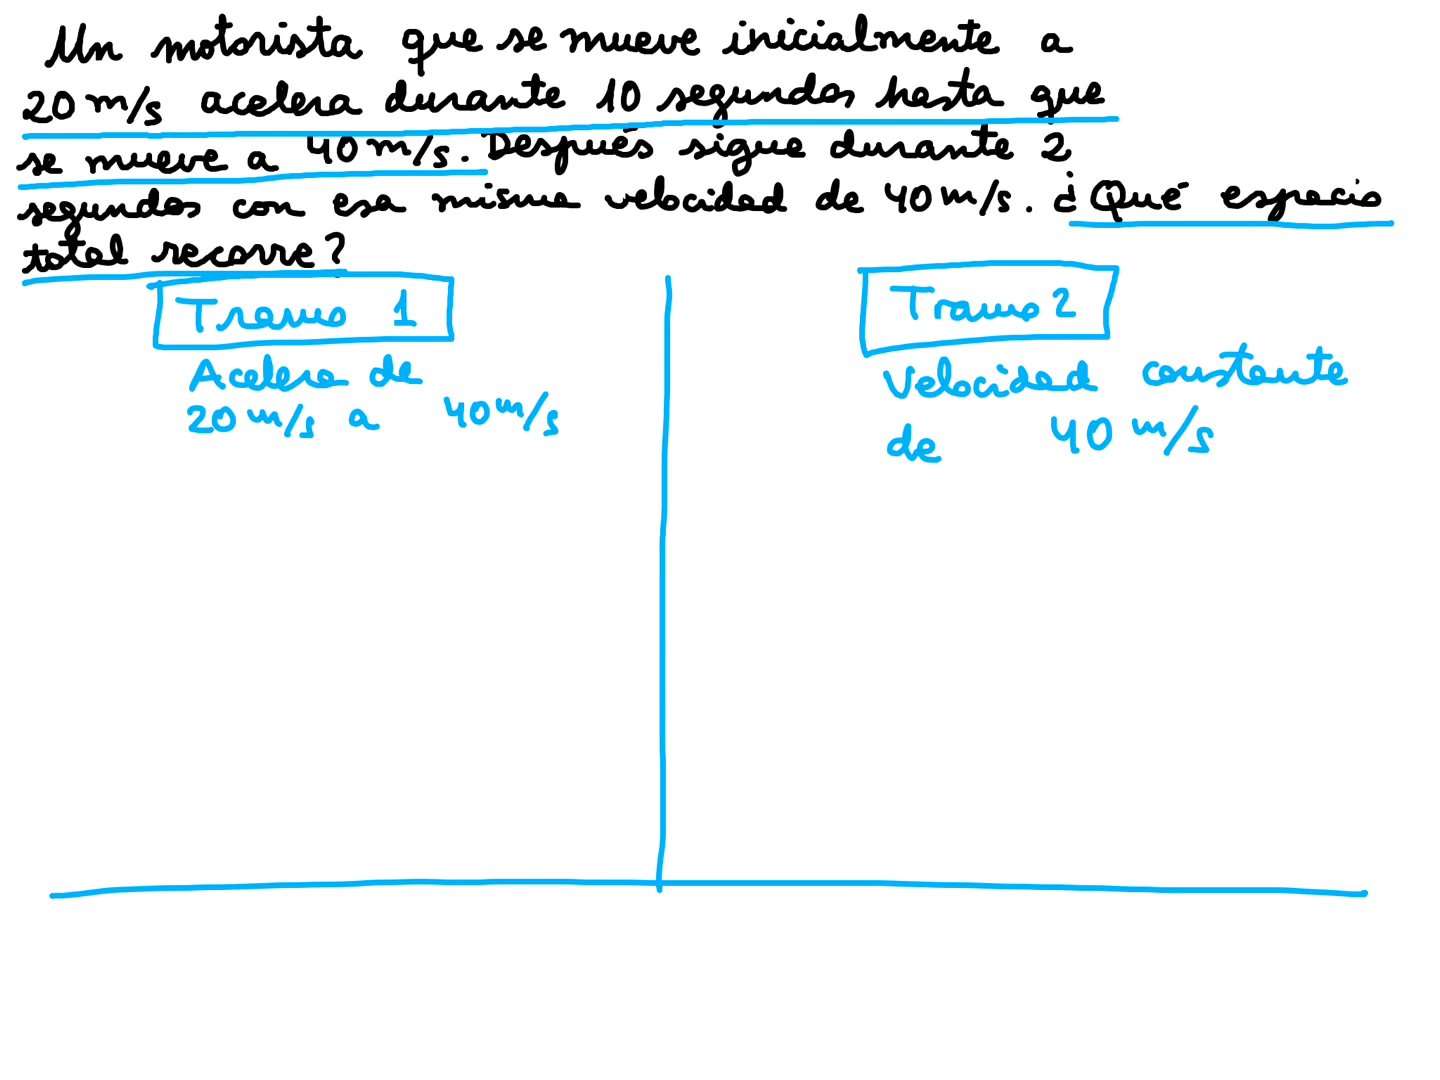 Un motorista que se mueve inicialmente a
20 m/s acelera durante 10 segundos hasta que
se mueve a 40 m/s. Después sigue durante 2
segundos con esa misma velocidad de 40 m/s. ¿Qué espacio
total recorre?
Tramo 1
Acelera de
20 m/s a 40 m/s
Tramo 2
Velocidad constante
de 40 m/s